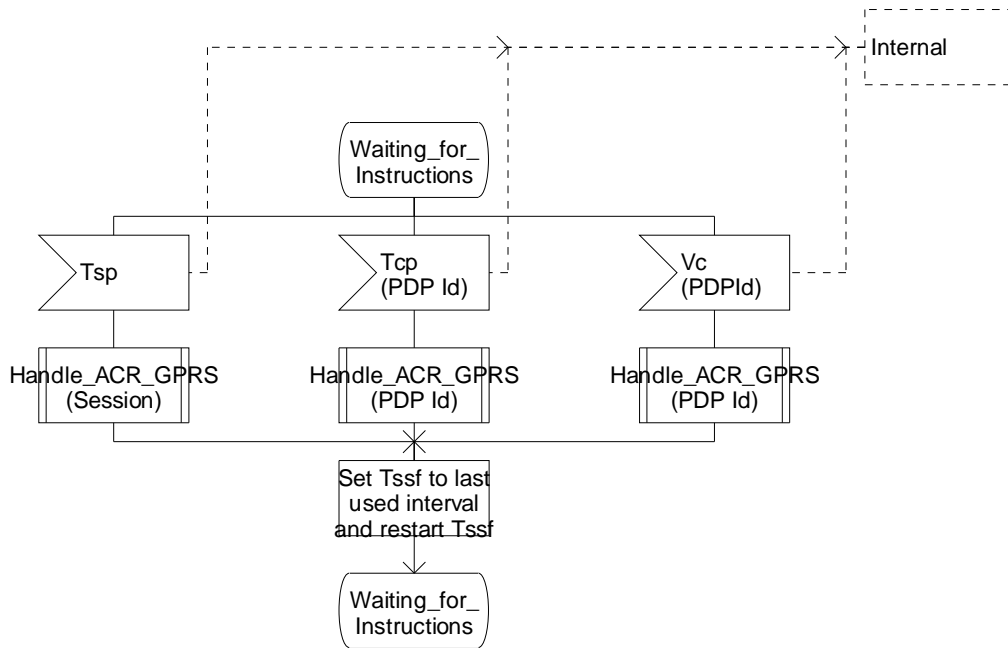 Internal
Waiting_for_
Instructions
Tsp
Tcp
(PDP Id)
Vc
(PDPId)
Handle_ACR_GPRS
(Session)
Handle_ACR_GPRS
(PDP Id)
Handle_ACR_GPRS
(PDP Id)
Set Tssf to last
used interval
and restart Tssf
Waiting_for_
Instructions